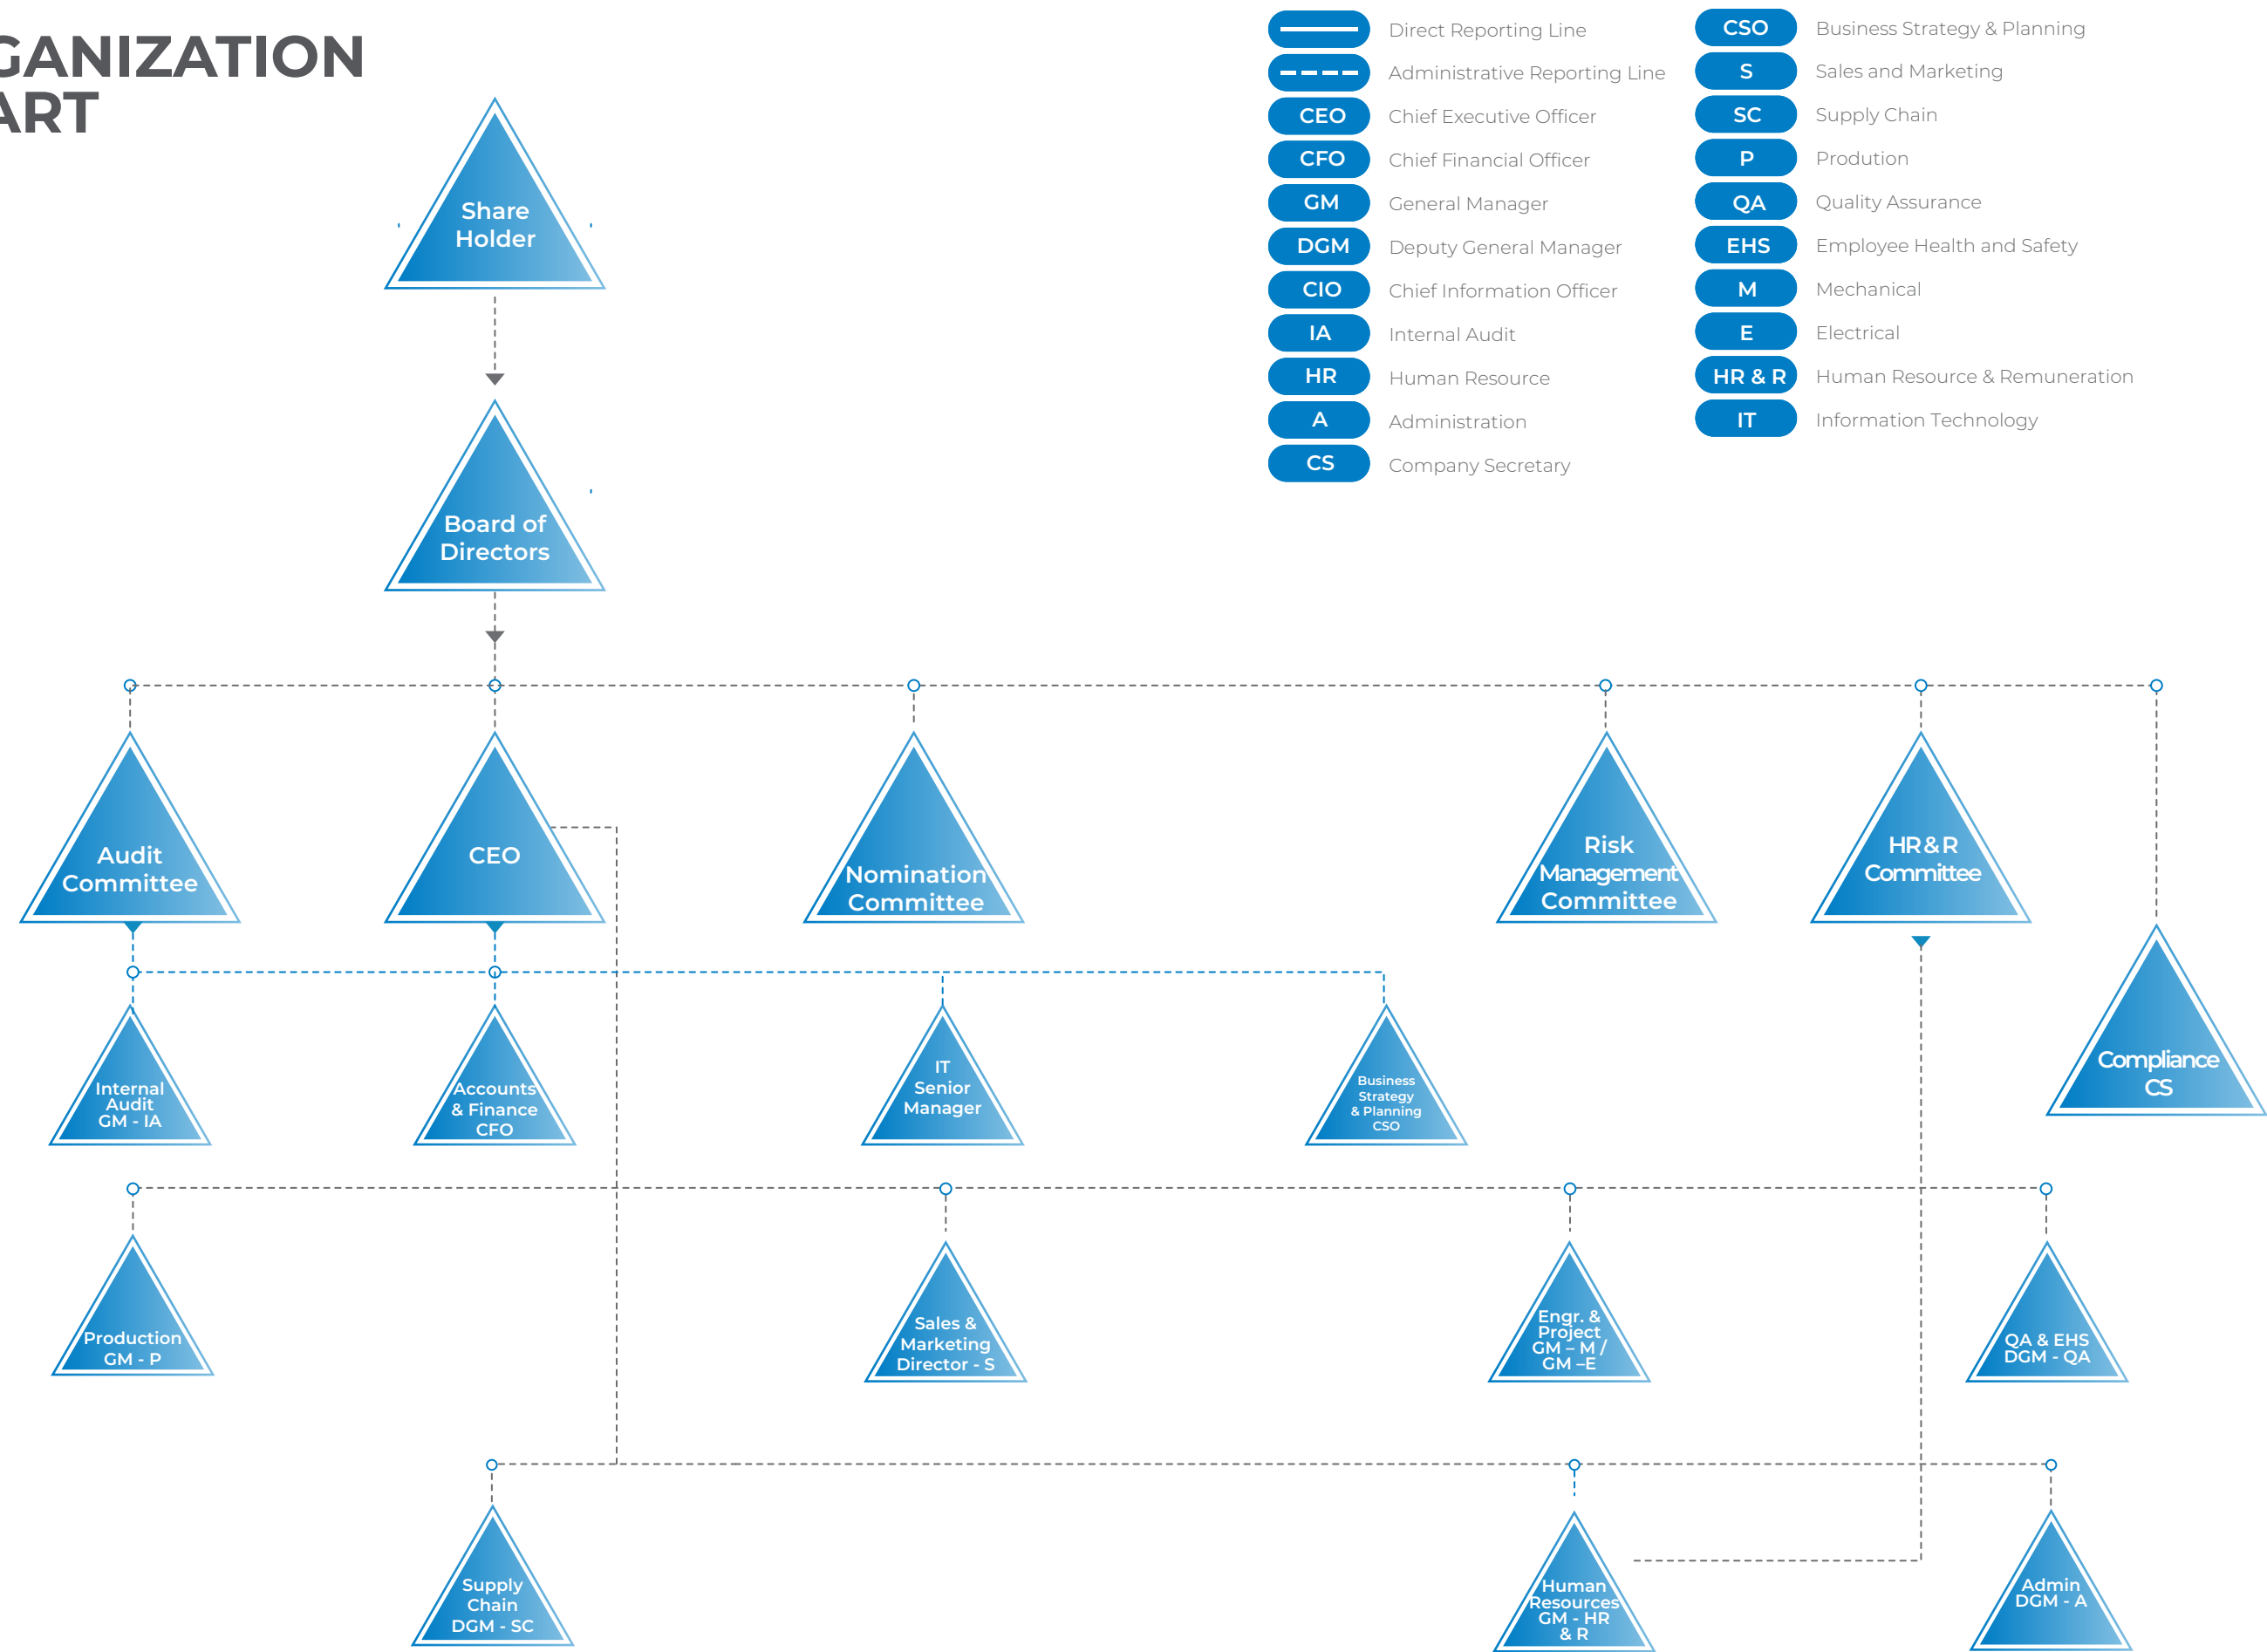 GANIZATION
ART
Direct Reporting Line
Administrative Reporting Line
CEO Chief Executive Officer
CFO Chief Financial Officer
GM General Manager
DGM Deputy General Manager
CIO Chief Information Officer
IA Internal Audit
HR Human Resource
A Administration
CS Company Secretary
CSO Business Strategy & Planning
S Sales and Marketing
SC Supply Chain
P Prodution
QA Quality Assurance
EHS Employee Health and Safety
M Mechanical
E Electrical
HR & R Human Resource & Remuneration
IT Information Technology
Share
Holder
Board of
Directors
Audit
Committee
CEO
Nomination
Committee
Risk
Management
Committee
HR & R
Committee
Compliance
CS
Internal
Audit
GM - IA
Accounts
& Finance
CFO
IT
Senior
Manager
Business
Strategy
& Planning
CSO
Production
GM - P
Sales &
Marketing
Director - S
Engr. &
Project
GM – M /
GM –E
QA & EHS
DGM - QA
Supply
Chain
DGM - SC
Human
Resources
GM - HR
& R
Admin
DGM - A